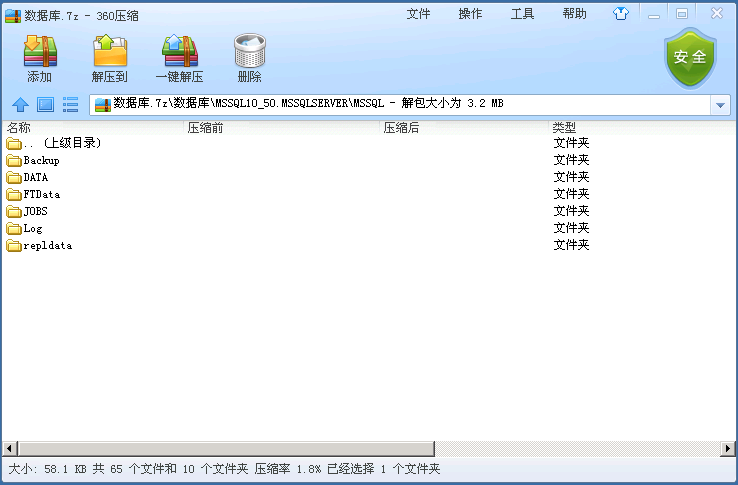 数据库.7z - 360压缩
文件 操作 工具 帮助
添加 解压到 一键解压 删除
安全
数据库.7z\数据库\MSSQL10_50.MSSQLSERVER\MSSQL - 解包大小为 3.2 MB
名称 压缩前 压缩后 类型
.. (上级目录) 文件夹
Backup 文件夹
DATA 文件夹
FTData 文件夹
JOBS 文件夹
Log 文件夹
repldata 文件夹
大小: 58.1 KB 共 65 个文件和 10 个文件夹 压缩率 1.8% 已经选择 1 个文件夹